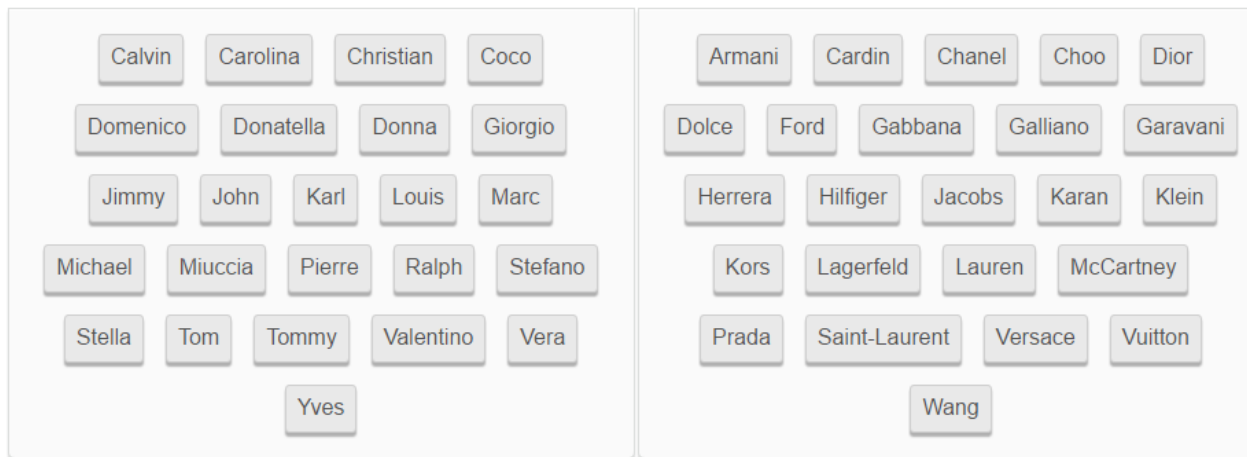 Calvin Carolina Christian Coco
Domenico Donatella Donna Giorgio
Jimmy John Karl Louis Marc
Michael Miuccia Pierre Ralph Stefano
Stella Tom Tommy Valentino Vera
Yves
Armani Cardin Chanel Choo Dior
Dolce Ford Gabbana Galliano Garavani
Herrera Hilfiger Jacobs Karan Klein
Kors Lagerfeld Lauren McCartney
Prada Saint-Laurent Versace Vuitton
Wang